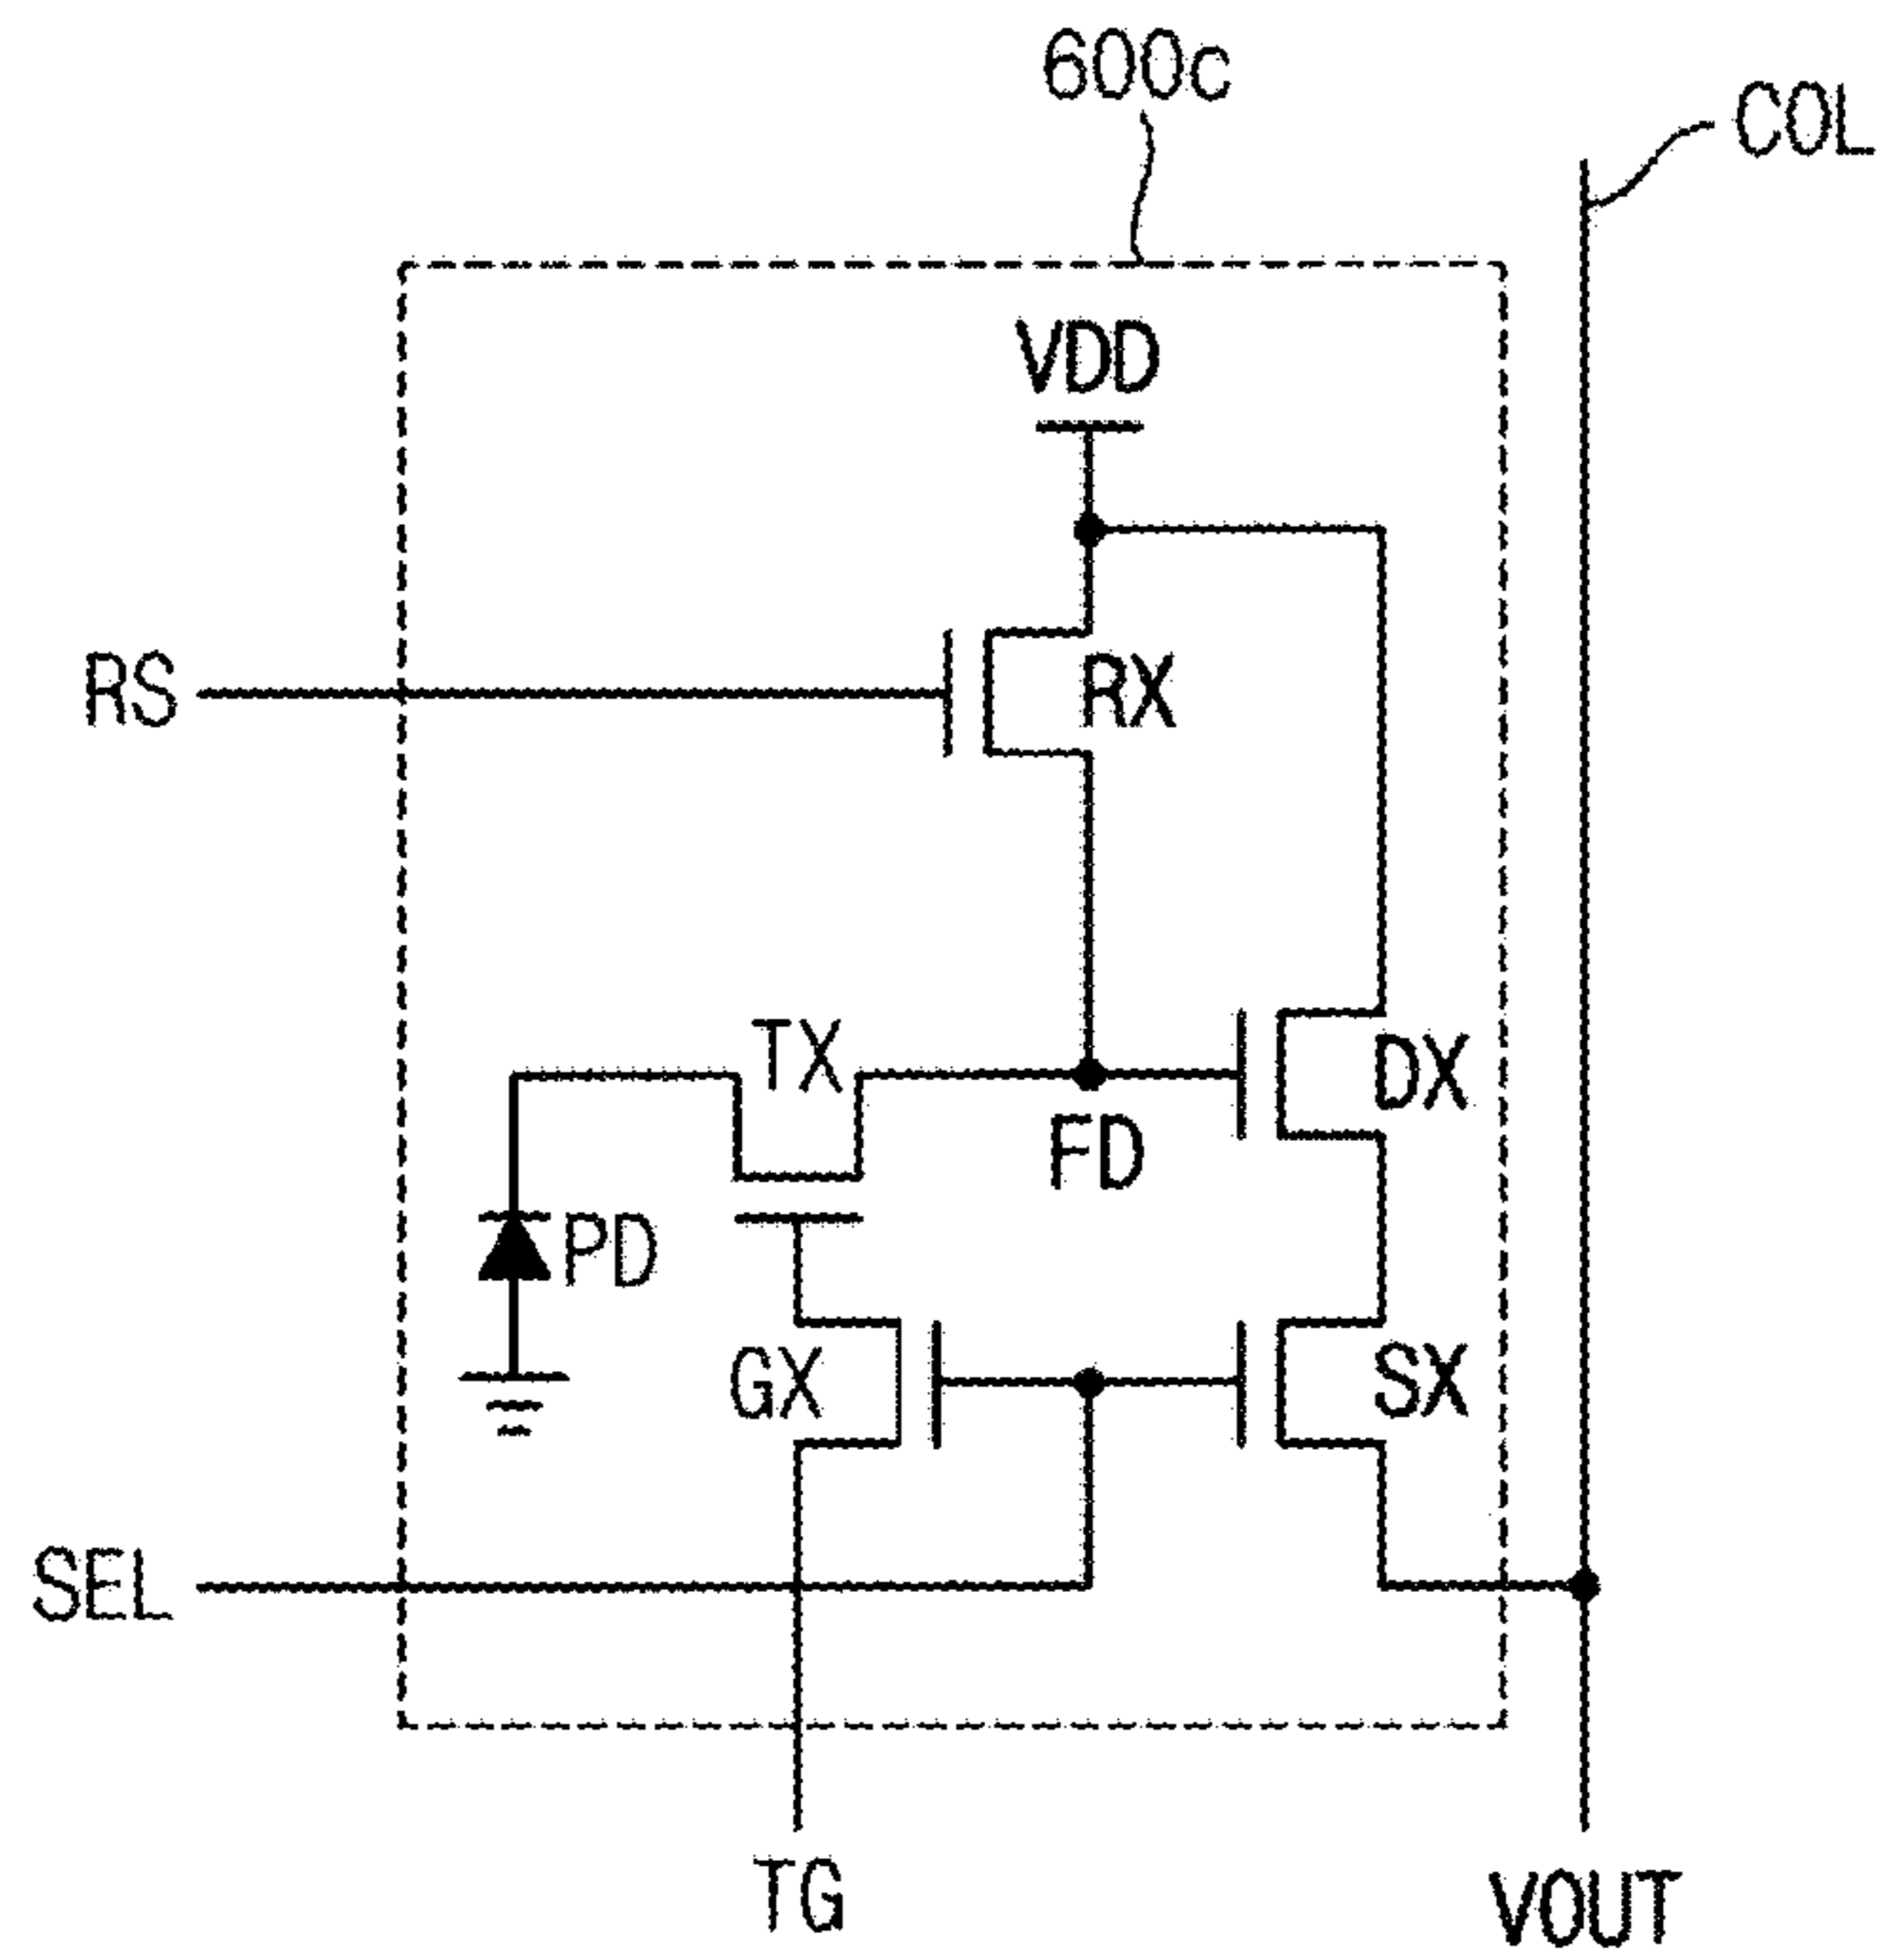 600c
COL
VDD
RS
RX
TX
DX
FD
PD
GX
SX
SEL
TG
VOUT